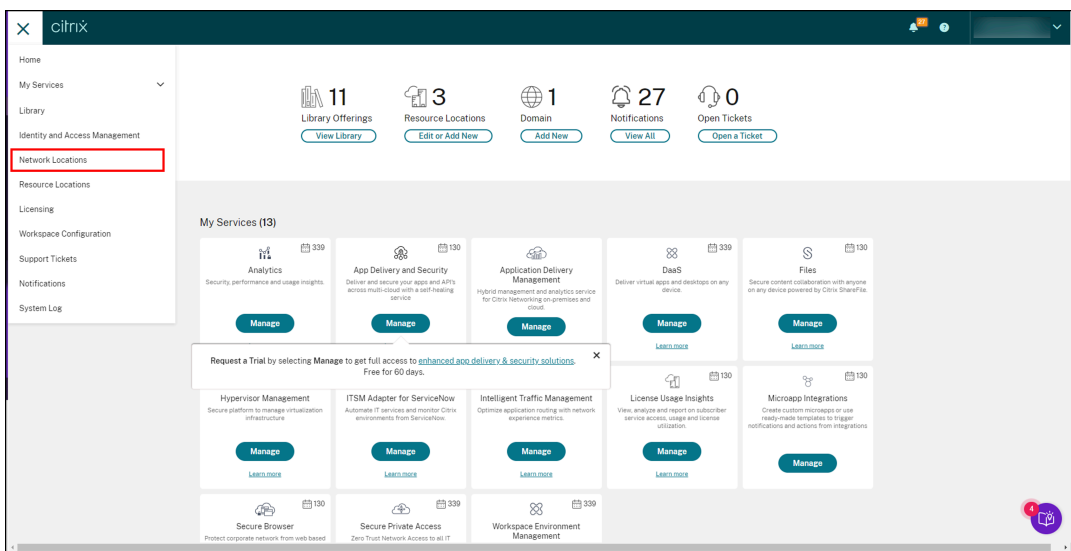 citrix
27
Home
My Services
Library
Identity and Access Management
Network Locations
Resource Locations
Licensing
Workspace Configuration
Support Tickets
Notifications
System Log
11
Library Offerings
View Library
3
Resource Locations
Edit or Add New
1
Domain
Add New
27
Notifications
View All
0
Open Tickets
Open a Ticket
My Services (13)
339
Analytics
Security, performance and usage insights.
Manage
130
App Delivery and Security
Deliver and secure your apps and API's
across multi-cloud with a self-healing
service
Manage
Application Delivery
Management
Hybrid management and analytics service
for Citrix Networking on-premises and
cloud.
Manage
339
DaaS
Deliver virtual apps and desktops on any
device.
Manage
Learn more
130
Files
Secure content collaboration with anyone
on any device powered by Citrix ShareFile.
Manage
Learn more
Request a Trial by selecting Manage to get full access to enhanced app delivery & security solutions.
Free for 60 days.
Hypervisor Management
Secure platform to manage virtualization
infrastructure
Manage
Learn more
ITSM Adapter for ServiceNow
Automate IT services and monitor Citrix
environments from ServiceNow.
Manage
Learn more
Intelligent Traffic Management
Optimize application routing with network
experience metrics.
Manage
Learn more
130
License Usage Insights
View, analyze and report on subscriber
service access, usage and license
utilization.
Manage
Learn more
130
Microapp Integrations
Create custom microapps or use
ready-made templates to trigger
notifications and actions from integrations
Manage
130
Secure Browser
Protect corporate network from web based
339
Secure Private Access
Zero Trust Network Access to all IT
339
Workspace Environment
Management
4